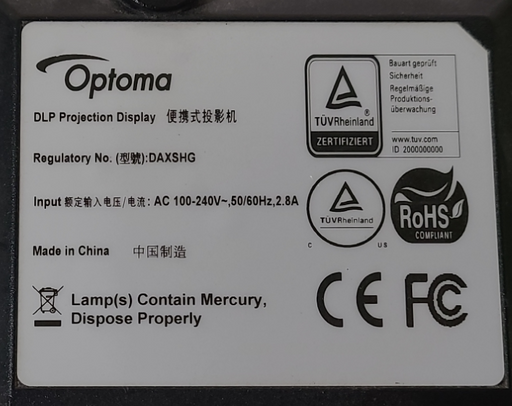 Optoma
DLP Projection Display 便携式投影机
Regulatory No. (型號):DAXSHG
Input 额定输入电压/电流: AC 100-240V~,50/60Hz,2.8A
Made in China 中国制造
Lamp(s) Contain Mercury,
Dispose Properly
TÜVRheinland
ZERTIFIZIERT
Bauart geprüft
Sicherheit
Regelmäßige
Produktions-
überwachung
www.tuv.com
ID 2000000000
TÜVRheinland
C US
RoHS
COMPLIANT
CE FC